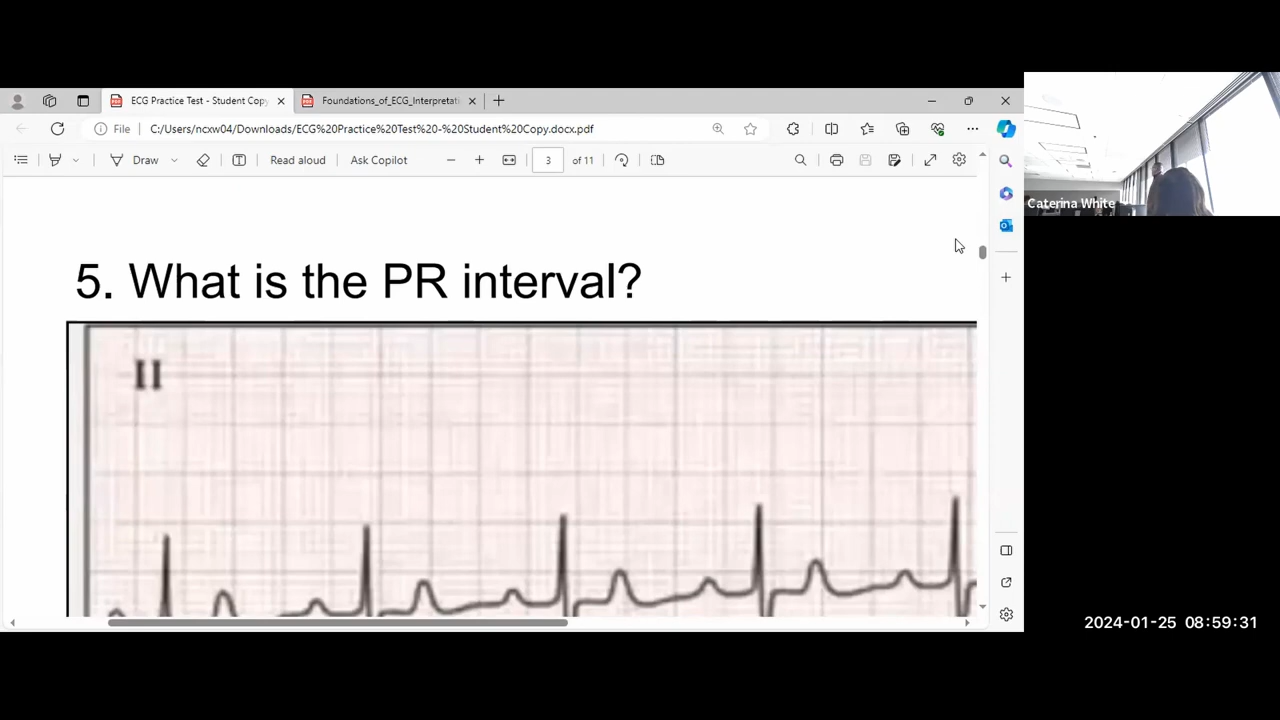 ECG Practice Test - Student Copy
Foundations_of_ECG_Interpretati
File
C:/Users/ncxw04/Downloads/ECG%20Practice%20Test%20-%20Student%20Copy.docx.pdf
Draw
Read aloud
Ask Copilot
3 of 11
Caterina White
5. What is the PR interval?
II
2024-01-25 08:59:31